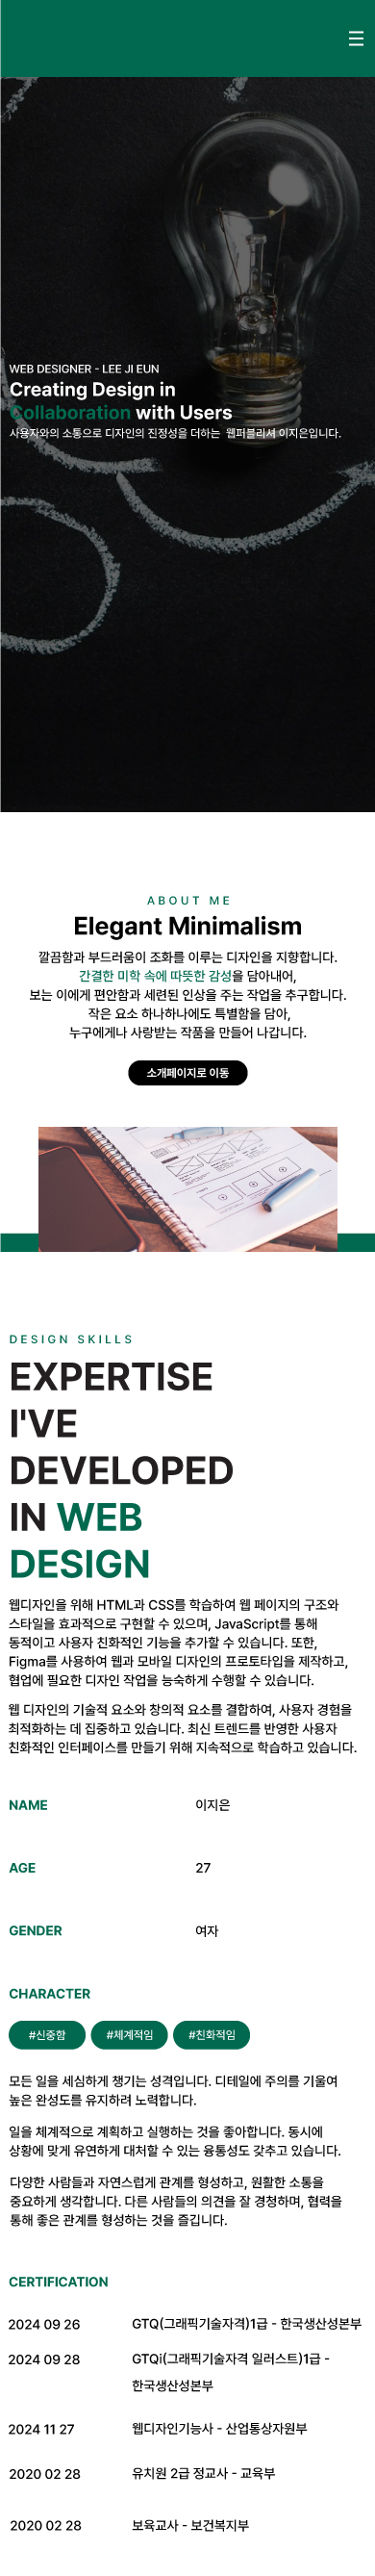 WEB DESIGNER - LEE JI EUN
Creating Design in
Collaboration with Users
사용자와의 소통으로 디자인의 진정성을 더하는 웹퍼블리셔 이지은입니다.
ABOUT ME
Elegant Minimalism
깔끔함과 부드러움이 조화를 이루는 디자인을 지향합니다.
간결한 미학 속에 따뜻한 감성을 담아내어,
보는 이에게 편안함과 세련된 인상을 주는 작업을 추구합니다.
작은 요소 하나하나에도 특별함을 담아,
누구에게나 사랑받는 작품을 만들어 나갑니다.
소개페이지로 이동
DESIGN SKILLS
EXPERTISE
I'VE
DEVELOPED
IN WEB
DESIGN
웹디자인을 위해 HTML과 CSS를 학습하여 웹 페이지의 구조와
스타일을 효과적으로 구현할 수 있으며, JavaScript를 통해
동적이고 사용자 친화적인 기능을 추가할 수 있습니다. 또한,
Figma를 사용하여 웹과 모바일 디자인의 프로토타입을 제작하고,
협업에 필요한 디자인 작업을 능숙하게 수행할 수 있습니다.
웹 디자인의 기술적 요소와 창의적 요소를 결합하여, 사용자 경험을
최적화하는 데 집중하고 있습니다. 최신 트렌드를 반영한 사용자
친화적인 인터페이스를 만들기 위해 지속적으로 학습하고 있습니다.
NAME 이지은
AGE 27
GENDER 여자
CHARACTER
#신중함 #체계적임 #친화적임
모든 일을 세심하게 챙기는 성격입니다. 디테일에 주의를 기울여
높은 완성도를 유지하려 노력합니다.
일을 체계적으로 계획하고 실행하는 것을 좋아합니다. 동시에
상황에 맞게 유연하게 대처할 수 있는 융통성도 갖추고 있습니다.
다양한 사람들과 자연스럽게 관계를 형성하고, 원활한 소통을
중요하게 생각합니다. 다른 사람들의 의견을 잘 경청하며, 협력을
통해 좋은 관계를 형성하는 것을 즐깁니다.
CERTIFICATION
2024 09 26 GTQ(그래픽기술자격)1급 - 한국생산성본부
2024 09 28 GTQi(그래픽기술자격 일러스트)1급 -
한국생산성본부
2024 11 27 웹디자인기능사 - 산업통상자원부
2020 02 28 유치원 2급 정교사 - 교육부
2020 02 28 보육교사 - 보건복지부